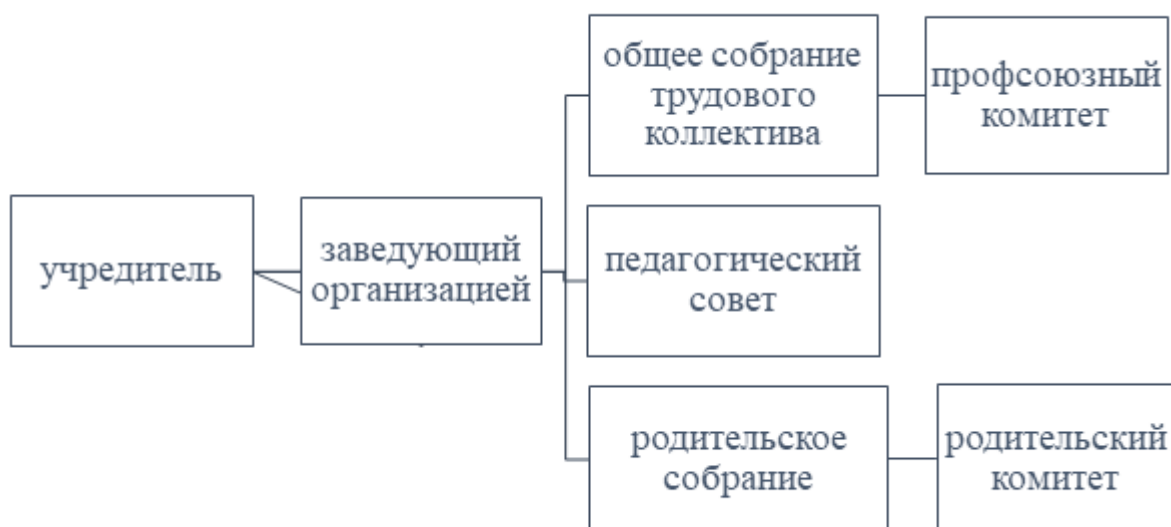 общее собрание
трудового
коллектива
профсоюзный
комитет
учредитель
заведующий
организацией
педагогический
совет
родительское
собрание
родительский
комитет